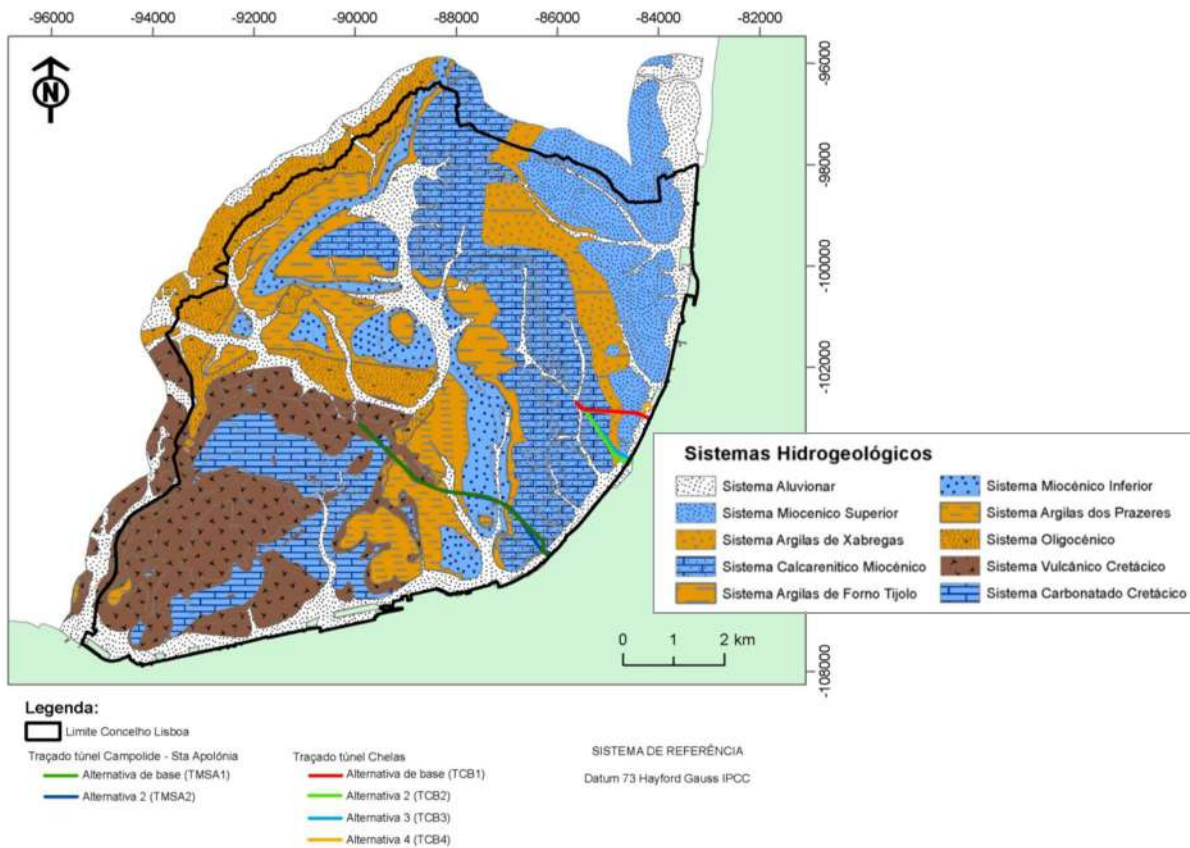 -96000 -94000 -92000 -90000 -88000 -86000 -84000 -82000
N
-96000
-98000
-100000
-102000
-108000
Sistemas Hidrogeológicos
Sistema Aluvionar
Sistema Miocenico Superior
Sistema Argilas de Xabregas
Sistema Calcarenitico Miocénico
Sistema Argilas de Forno Tijolo
Sistema Miocénico Inferior
Sistema Argilas dos Prazeres
Sistema Oligocénico
Sistema Vulcânico Cretácico
Sistema Carbonatado Cretácico
0 1 2 km
Legenda:
Limite Concelho Lisboa
Traçado túnel Campolide - Sta Apolónia
Alternativa de base (TMSA1)
Alternativa 2 (TMSA2)
Traçado túnel Chelas
Alternativa de base (TCB1)
Alternativa 2 (TCB2)
Alternativa 3 (TCB3)
Alternativa 4 (TCB4)
SISTEMA DE REFERÊNCIA
Datum 73 Hayford Gauss IPCC